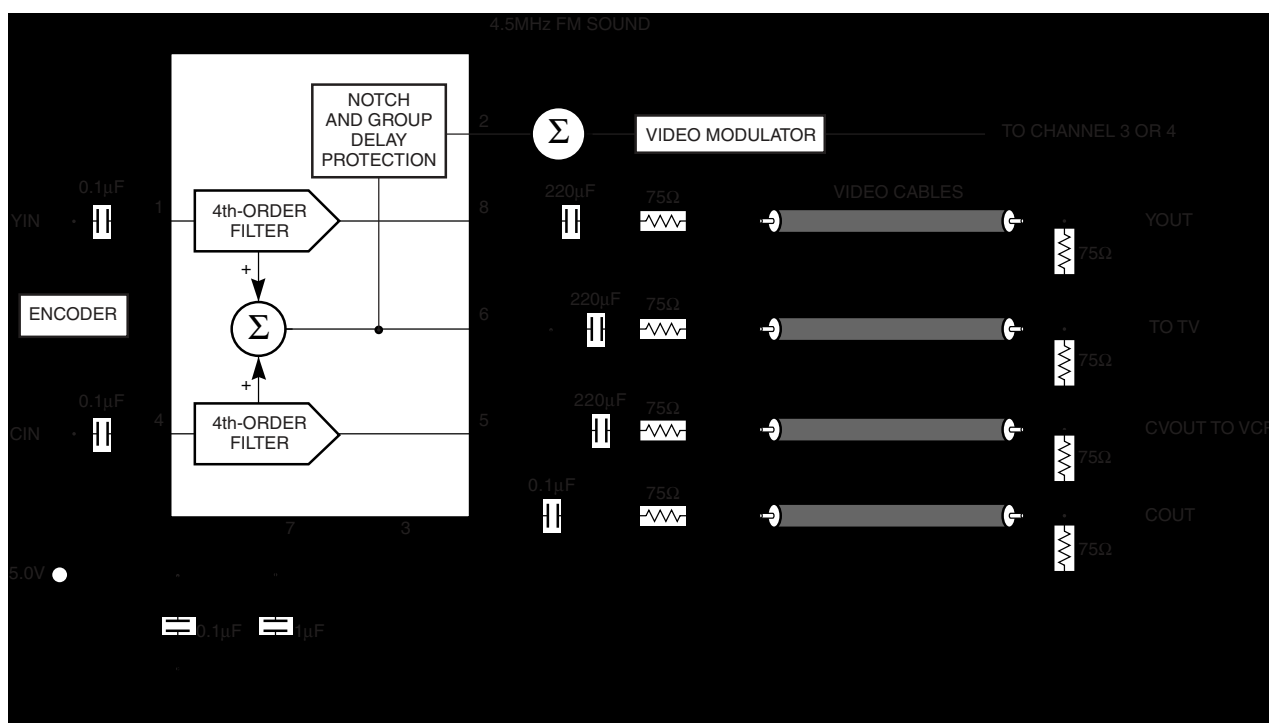 4.5MHz FM SOUND
NOTCH
AND GROUP
DELAY
PROTECTION
2
Σ
VIDEO MODULATOR
TO CHANNEL 3 OR 4
0.1μF
YIN
1
4th-ORDER
FILTER
8
220μF
75Ω
VIDEO CABLES
YOUT
75Ω
+
ENCODER
Σ
6
220μF
75Ω
TO TV
75Ω
+
0.1μF
CIN
4
4th-ORDER
FILTER
5
220μF
75Ω
CVOUT TO VCR
75Ω
0.1μF
75Ω
COUT
75Ω
7
3
5.0V
0.1μF
1μF